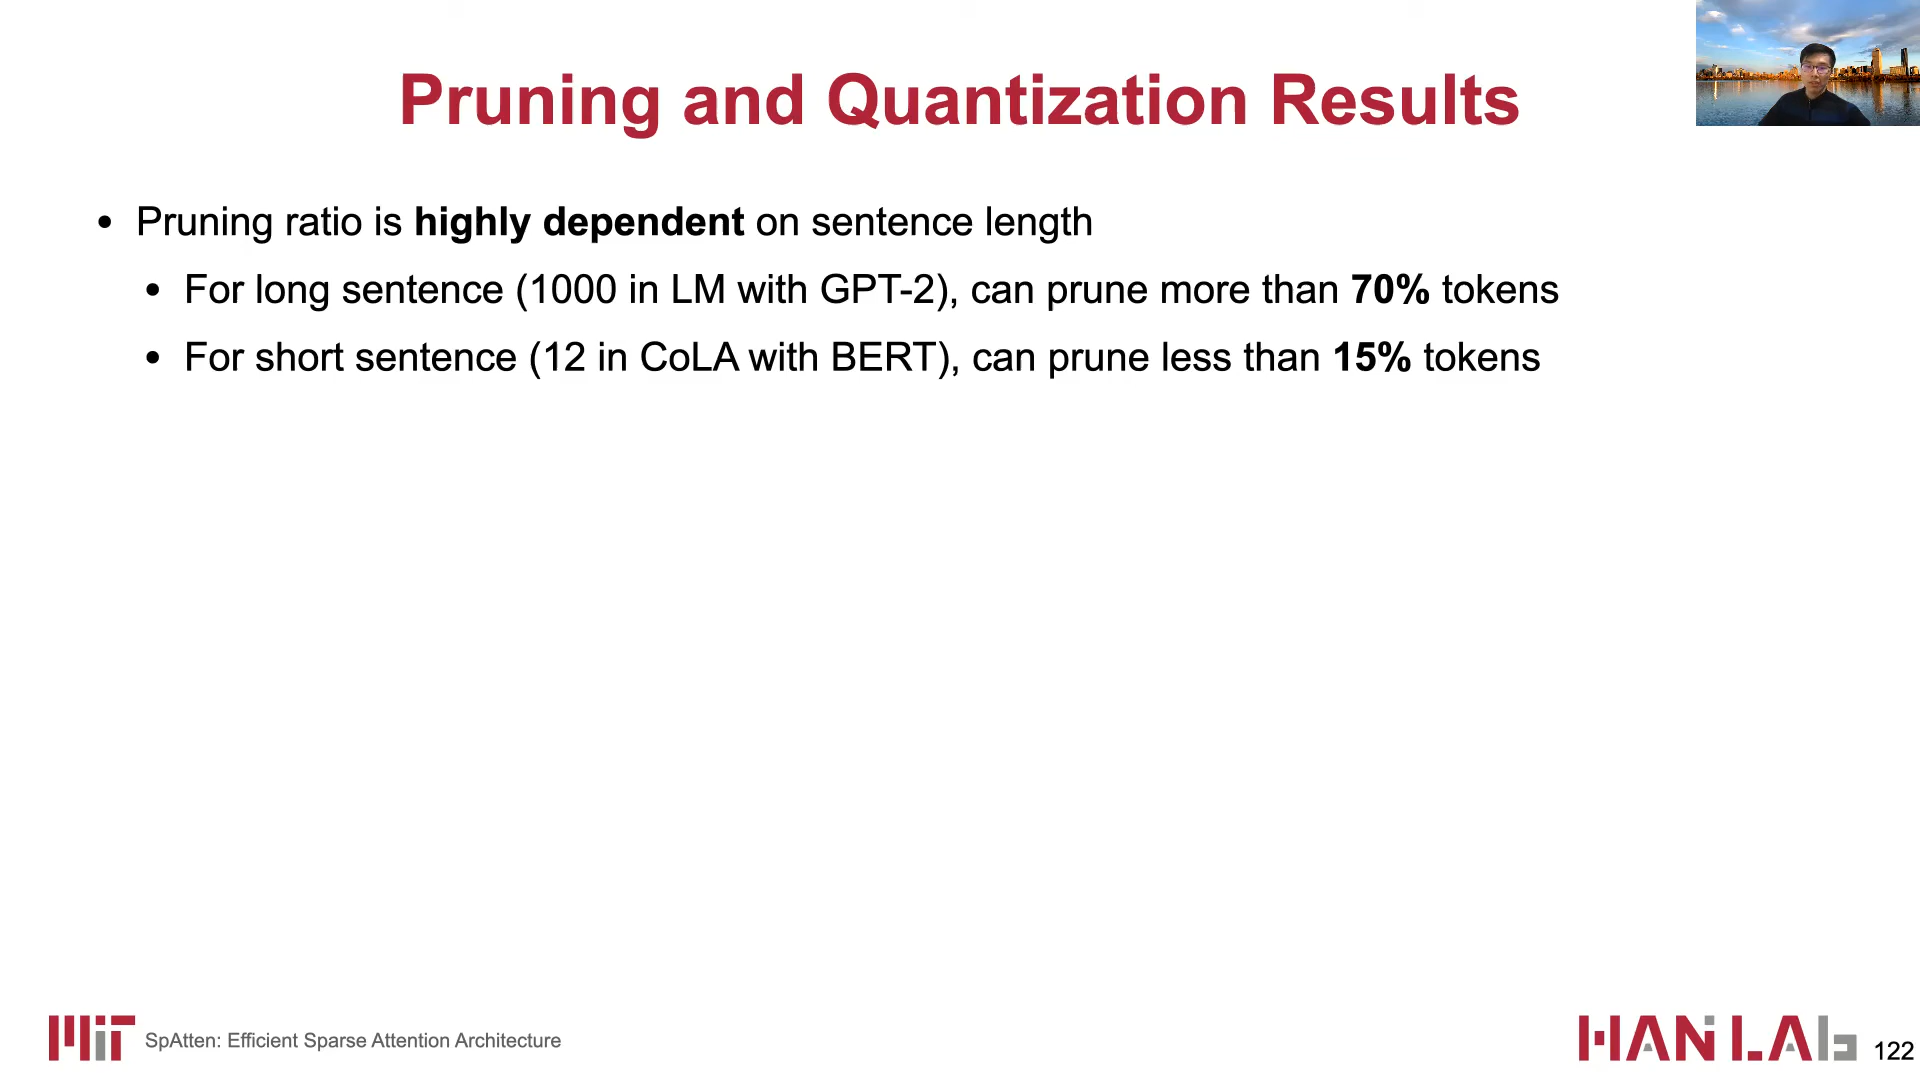 Pruning and Quantization Results
• Pruning ratio is highly dependent on sentence length
• For long sentence (1000 in LM with GPT-2), can prune more than 70% tokens
• For short sentence (12 in CoLA with BERT), can prune less than 15% tokens
MIT SpAtten: Efficient Sparse Attention Architecture
HAN LAb 122